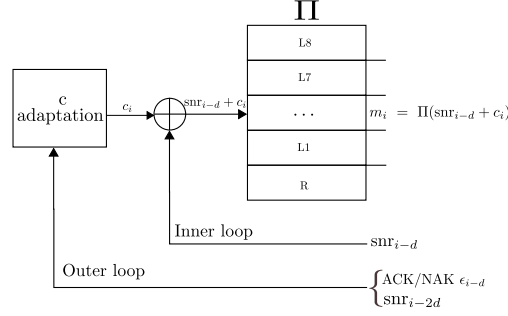 Π
L8
L7
...
L1
R
c
adaptation
c_i
snr_{i−d} + c_i
m_i = Π(snr_{i−d} + c_i)
Inner loop
snr_{i−d}
Outer loop
ACK/NAK ϵ_{i−d}
snr_{i−2d}